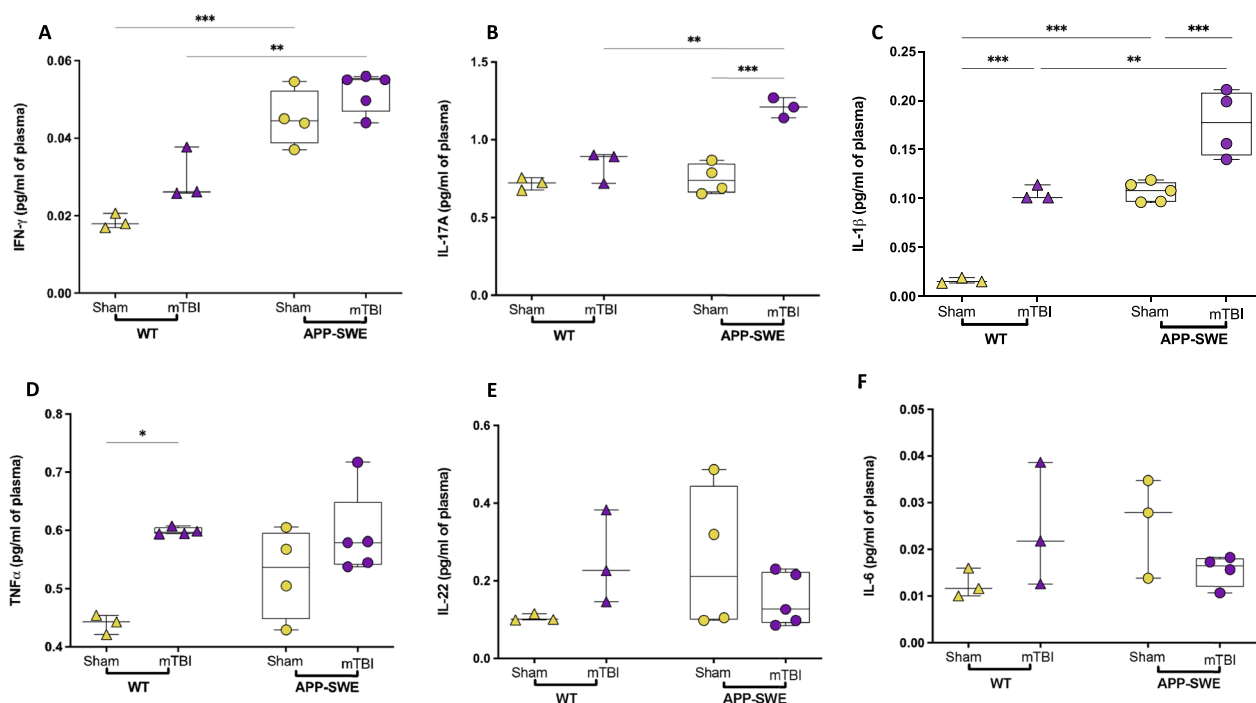 A
***
**
IFN-γ (pg/ml of plasma)
0.06
0.04
0.02
0.00
Sham
mTBI
Sham
mTBI
WT
APP-SWE
B
**
***
IL-17A (pg/ml of plasma)
1.5
1.0
0.5
0.0
Sham
mTBI
Sham
mTBI
WT
APP-SWE
C
***
***
***
**
IL-1β (pg/ml of plasma)
0.25
0.20
0.15
0.10
0.05
0.00
Sham
mTBI
Sham
mTBI
WT
APP-SWE
D
*
TNFα (pg/ml of plasma)
0.8
0.7
0.6
0.5
0.4
Sham
mTBI
Sham
mTBI
WT
APP-SWE
E
IL-22 (pg/ml of plasma)
0.6
0.4
0.2
0.0
Sham
mTBI
Sham
mTBI
WT
APP-SWE
F
IL-6 (pg/ml of plasma)
0.05
0.04
0.03
0.02
0.01
0.00
Sham
mTBI
Sham
mTBI
WT
APP-SWE